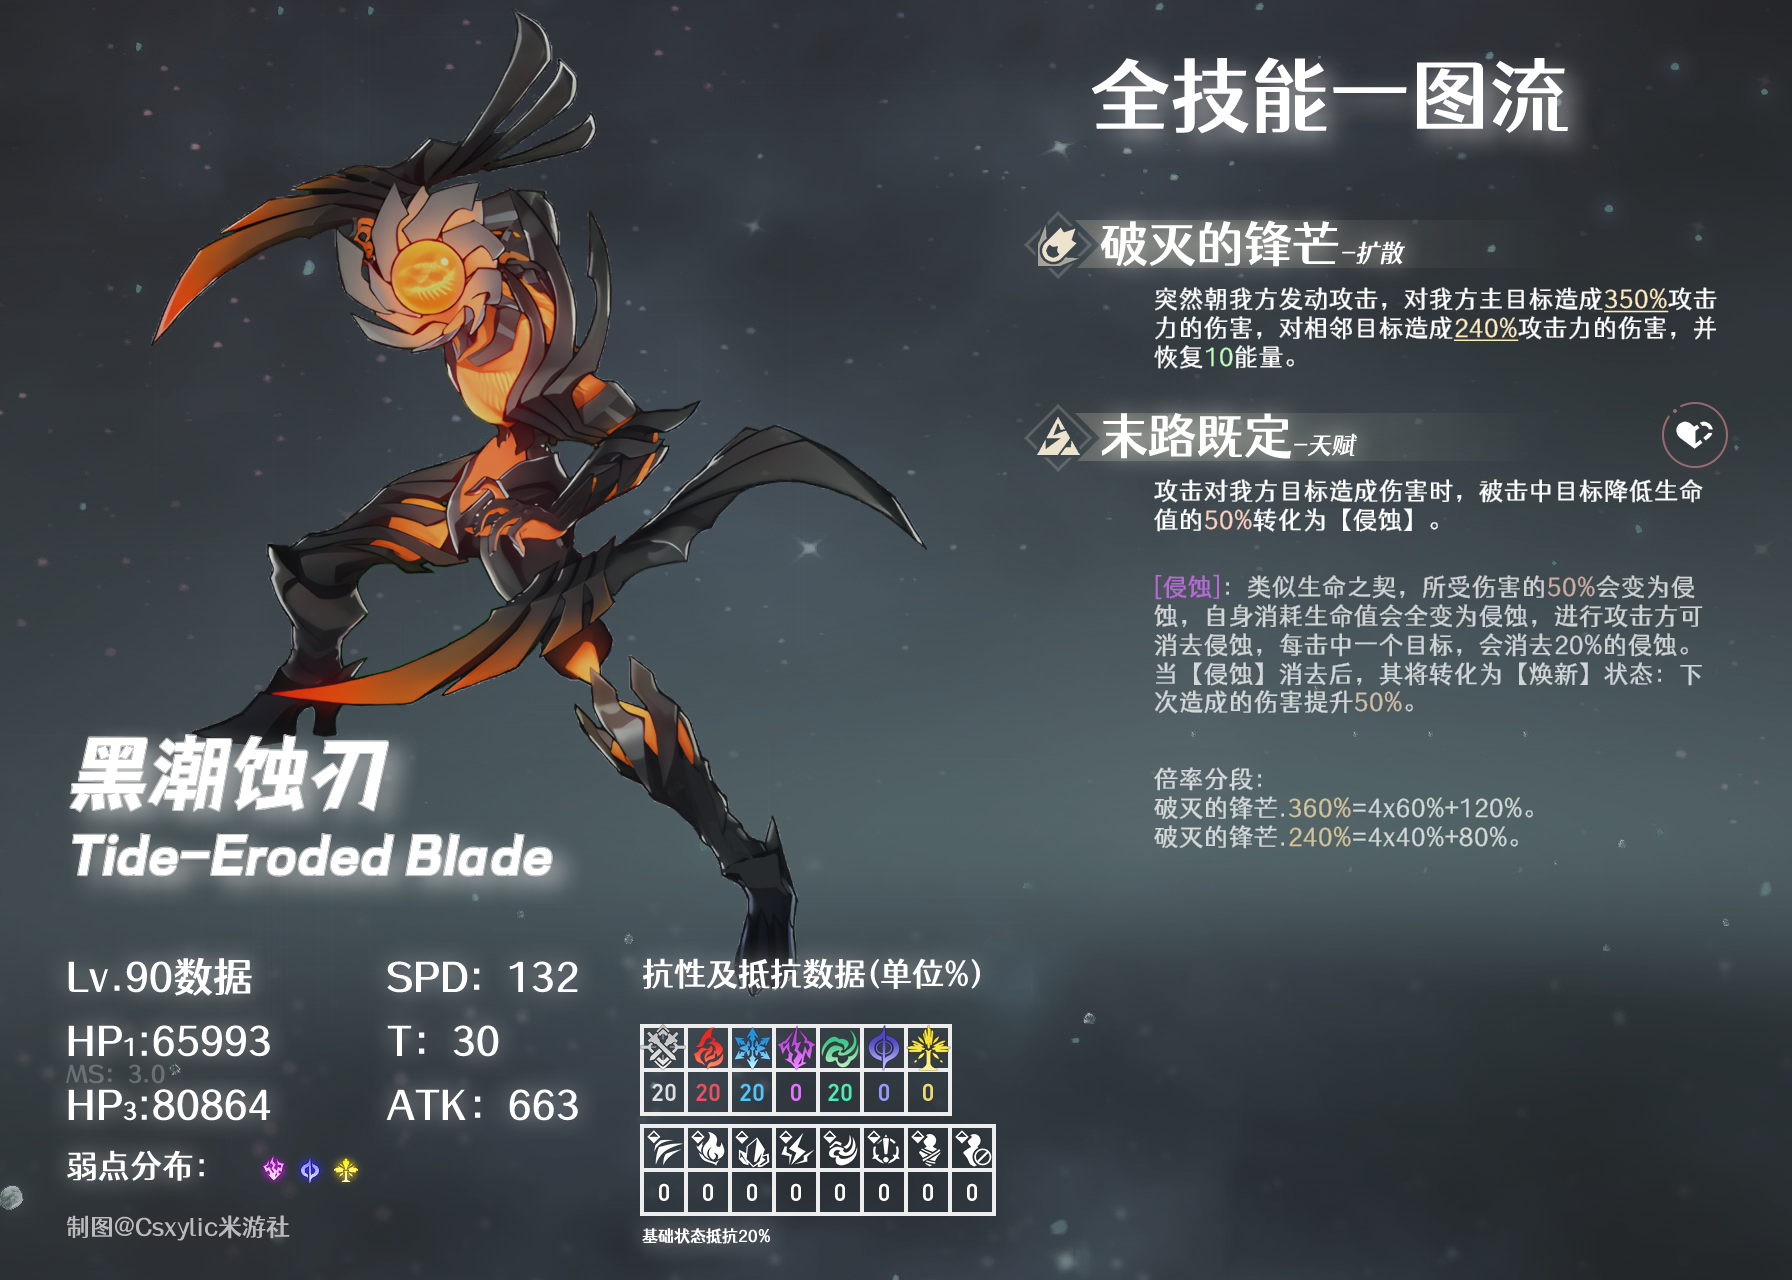 全技能一图流
破灭的锋芒-扩散
突然朝我方发动攻击，对我方主目标造成350%攻击
力的伤害，对相邻目标造成240%攻击力的伤害，并
恢复10能量。
末路既定-天赋
攻击对我方目标造成伤害时，被击中目标降低生命
值的50%转化为【侵蚀】。
[侵蚀]：类似生命之契，所受伤害的50%会变为侵
蚀，自身消耗生命值会全变为侵蚀，进行攻击方可
消去侵蚀，每击中一个目标，会消去20%的侵蚀。
当【侵蚀】消去后，其将转化为【焕新】状态：下
次造成的伤害提升50%。
倍率分段：
破灭的锋芒.360%=4x60%+120%。
破灭的锋芒.240%=4x40%+80%。
黑潮蚀刃
Tide-Eroded Blade
Lv.90数据
SPD：132
HP1:65993
T：30
MS：3.0
HP3:80864
ATK：663
弱点分布：
制图@Csxylic米游社
抗性及抵抗数据(单位%)
20 20 20 0 20 0 0
0 0 0 0 0 0 0 0
基础状态抵抗20%